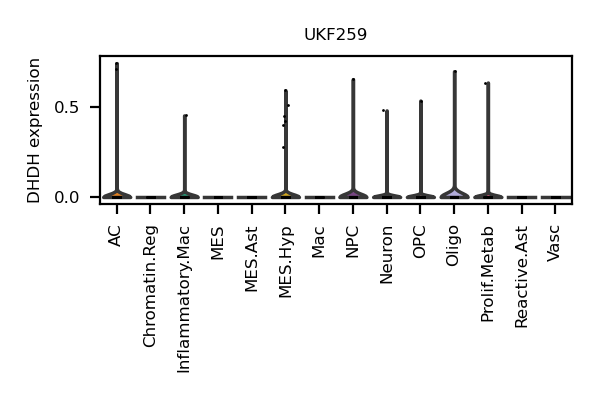 UKF259
DHDH expression
0.5
0.0
AC
Chromatin.Reg
Inflammatory.Mac
MES
MES.Ast
MES.Hyp
Mac
NPC
Neuron
OPC
Oligo
Prolif.Metab
Reactive.Ast
Vasc